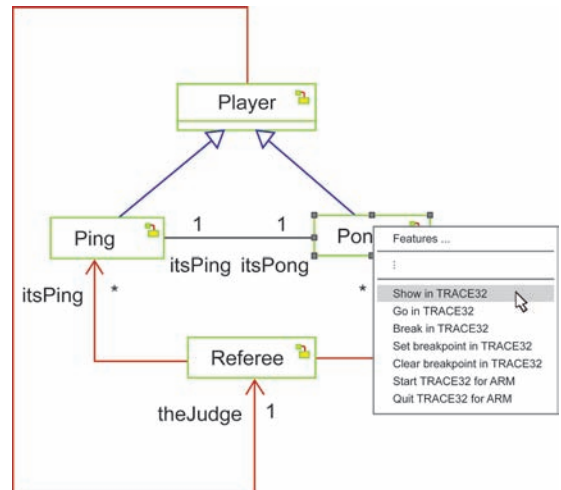 Player
Ping
1
1
Pon
itsPing
itsPong
itsPing
*
*
Features ...
⋮
Show in TRACE32
Go in TRACE32
Break in TRACE32
Set breakpoint in TRACE32
Clear breakpoint in TRACE32
Start TRACE32 for ARM
Quit TRACE32 for ARM
Referee
theJudge
1